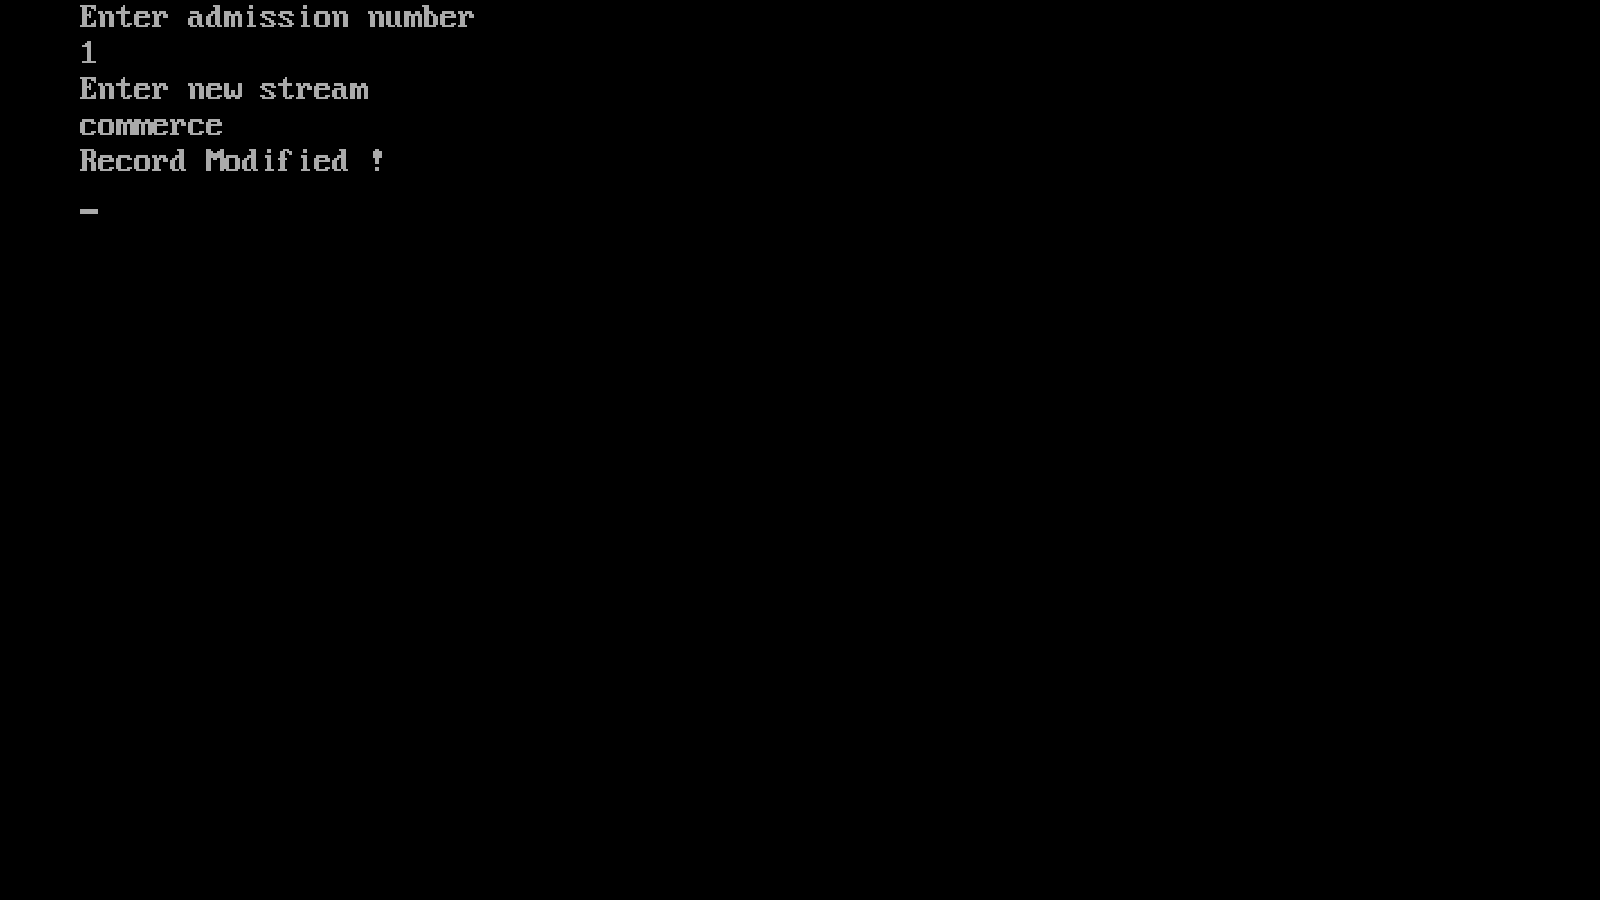 Enter admission number
1
Enter new stream
commerce
Record Modified !